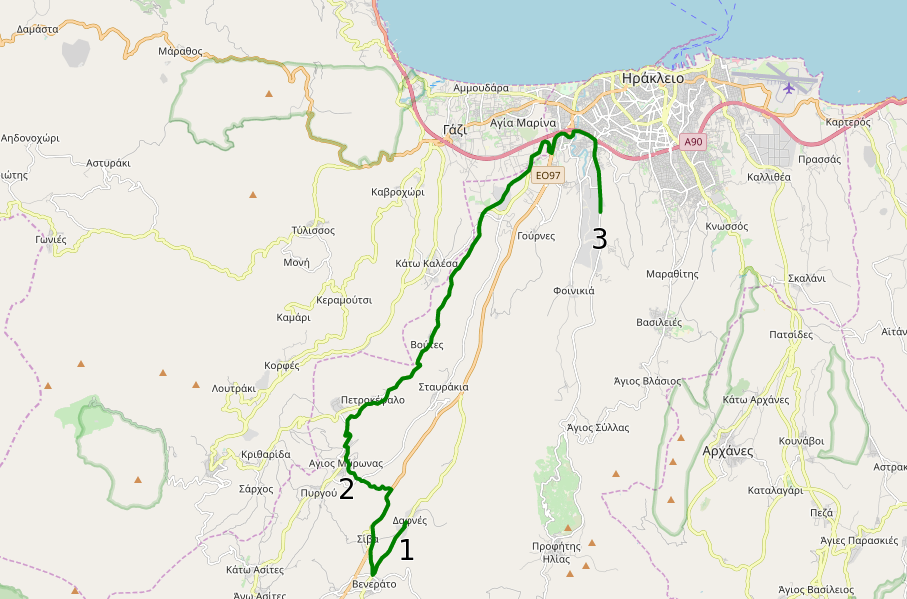 Δαμάστα
Μάραθος
Ηράκλειο
Αμμουδάρα
Γάζι
Αγία Μαρίνα
Καρτερός
A90
Αηδονοχώρι
Πρασσάς
Αστυράκι
Καλλιθέα
EO97
ιώτης
Καβροχώρι
Τύλισσος
Κνωσσός
Γωνιές
Γούρνες
3
Μονή
Κάτω Καλέσα
Μαραθίτης
Σκαλάνι
Φοινικιά
Κεραμούτσι
Καμάρι
Βασιλειές
Πατσίδες
Αϊτάν
Βούτες
Κορφές
Λουτράκι
Σταυράκια
Άγιος Βλάσιος
Πετροκέφαλο
Κάτω Αρχάνες
Άγιος Σύλλας
Κουνάβοι
Κριθαρίδα
Αγιος Μύρωνας
Αρχάνες
Αστρακ
Σάρχος
Πυργού
2
Καταλαγάρι
Δαφνές
Πεζά
Σίβα
1
Προφήτης
Ηλίας
Άγιες Παρασκιές
Κάτω Ασίτες
Βενεράτο
Άνω Ασίτες
Άγιος Βασίλειος